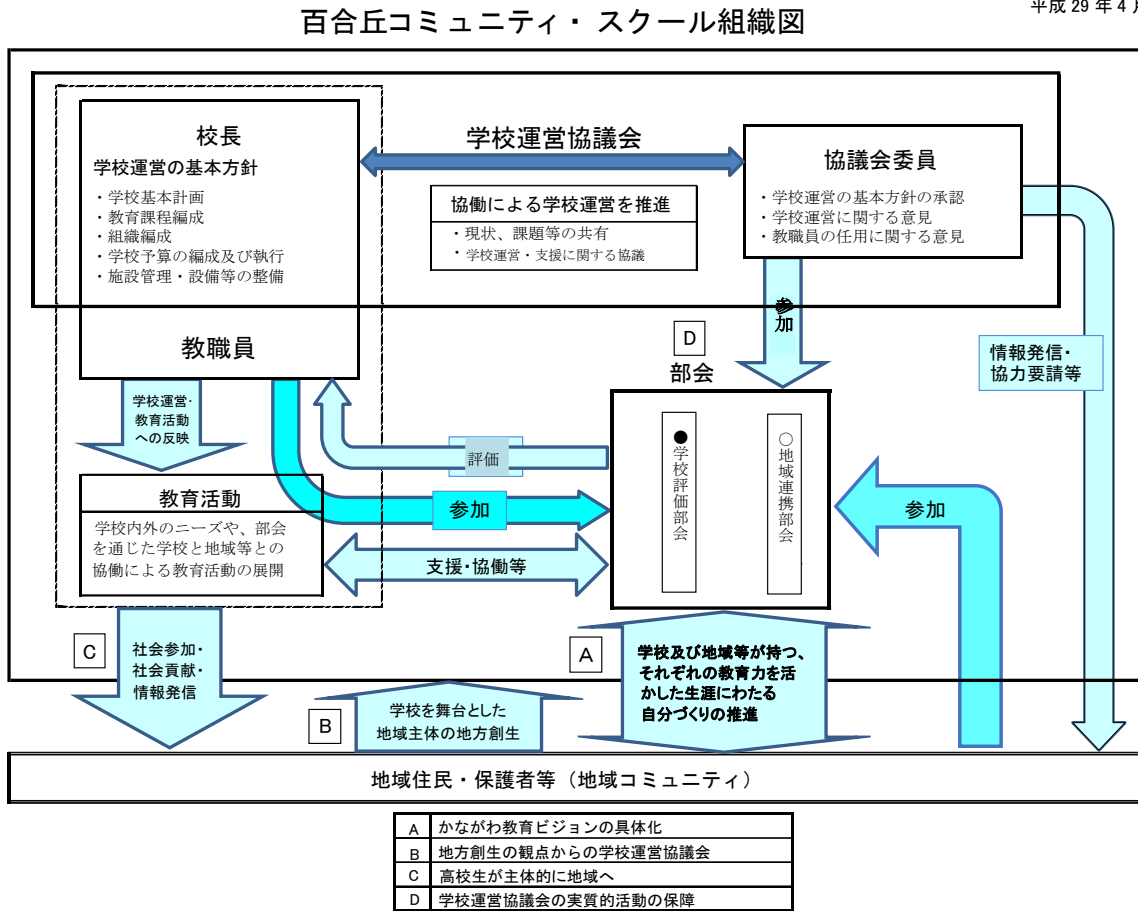 平成 29 年 4 月
百合丘コミュニティ・スクール組織図
校長
学校運営の基本方針
・学校基本計画
・教育課程編成
・組織編成
・学校予算の編成及び執行
・施設管理・設備等の整備
教職員
学校運営協議会
協働による学校運営を推進
・現状、課題等の共有
・学校運営・支援に関する協議
協議会委員
・学校運営の基本方針の承認
・学校運営に関する意見
・教職員の任用に関する意見
参加
D
部会
情報発信・
協力要請等
学校運営・
教育活動
への反映
評価
●学校評価部会
○地域連携部会
教育活動
学校内外のニーズや、部会
を通じた学校と地域等との
協働による教育活動の展開
参加
参加
支援・協働等
C
社会参加・
社会貢献・
情報発信
A
学校及び地域等が持つ、
それぞれの教育力を活
かした生涯にわたる
自分づくりの推進
B
学校を舞台とした
地域主体の地方創生
地域住民・保護者等（地域コミュニティ）
A かながわ教育ビジョンの具体化
B 地方創生の観点からの学校運営協議会
C 高校生が主体的に地域へ
D 学校運営協議会の実質的活動の保障